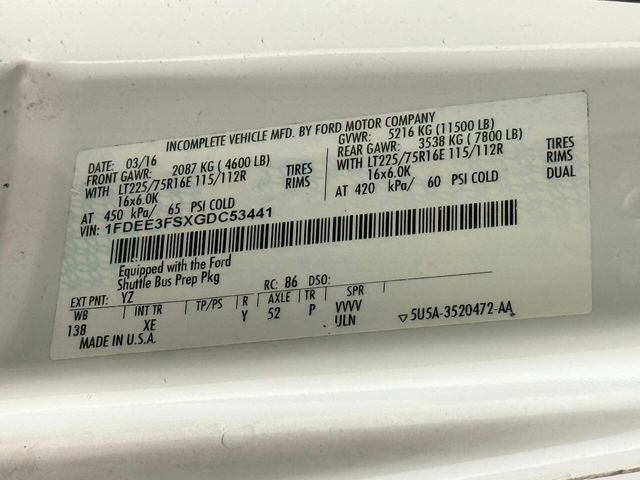 INCOMPLETE VEHICLE MFD. BY FORD MOTOR COMPANY
DATE: 03/16 GVWR: 5216 KG (11500 LB)
FRONT GAWR: 2087 KG (4600 LB) REAR GAWR: 3538 KG (7800 LB)
WITH LT225/75R16E 115/112R TIRES WITH LT225/75R16E 115/112R TIRES
16x6.0K RIMS 16x6.0K RIMS
AT 450 kPa/ 65 PSI COLD AT 420 kPa/ 60 PSI COLD DUAL
VIN: 1FDEE3FSXGDC53441
Equipped with the Ford
Shuttle Bus Prep Pkg
RC: 86 DSO:
EXT PNT: YZ
WB INT TR TP/PS R AXLE TR SPR
138 XE Y 52 P VVVV
JLN
MADE IN U.S.A. ▽5U5A-3520472-AA